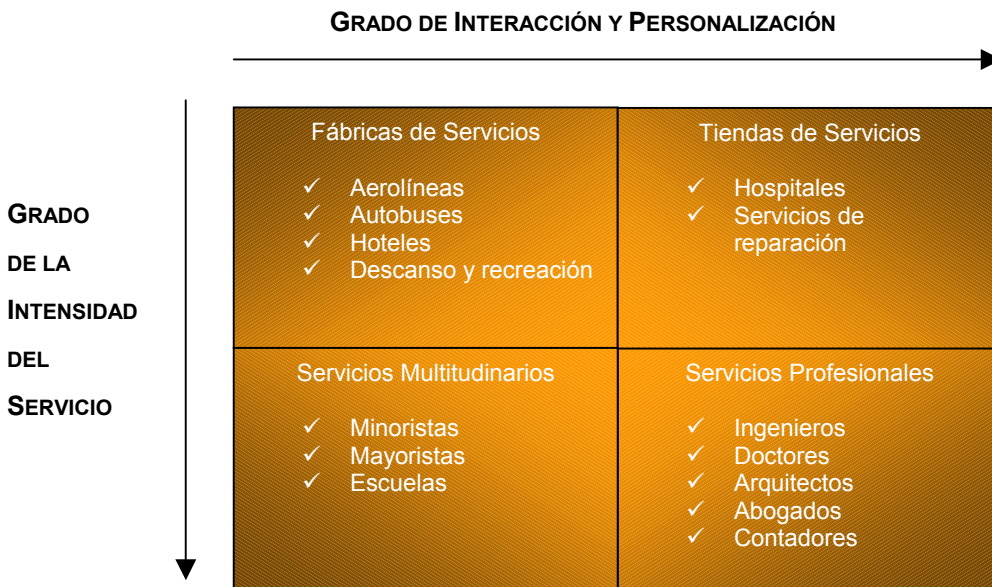 GRADO DE INTERACCIÓN Y PERSONALIZACIÓN
GRADO
DE LA
INTENSIDAD
DEL
SERVICIO
Fábricas de Servicios
✓ Aerolíneas
✓ Autobuses
✓ Hoteles
✓ Descanso y recreación
Tiendas de Servicios
✓ Hospitales
✓ Servicios de
reparación
Servicios Multitudinarios
✓ Minoristas
✓ Mayoristas
✓ Escuelas
Servicios Profesionales
✓ Ingenieros
✓ Doctores
✓ Arquitectos
✓ Abogados
✓ Contadores